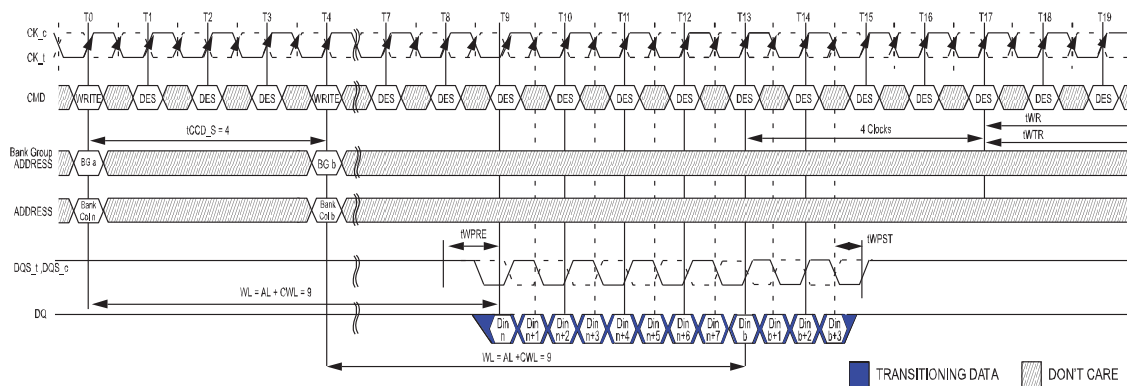 T0 T1 T2 T3 T4 T7 T8 T9 T10 T11 T12 T13 T14 T15 T16 T17 T18 T19
CK_c
CK_t
CMD WRITE DES DES DES WRITE DES DES DES DES DES DES DES DES DES DES DES DES DES
tWR
tCCD_S = 4 4 Clocks
tWTR
Bank Group
ADDRESS BG a BG b
ADDRESS Bank Col n Bank Col b
tWPRE tWPST
DQS_t ,DQS_c
WL = AL + CWL = 9
DQ Din n Din n+1 Din n+2 Din n+3 Din n+4 Din n+5 Din n+6 Din n+7 Din b Din b+1 Din b+2 Din b+3
WL = AL +CWL = 9
TRANSITIONING DATA DON'T CARE